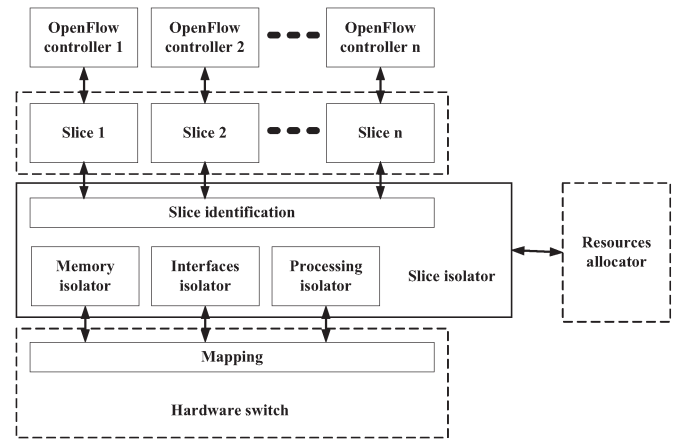 OpenFlow
controller 1
OpenFlow
controller 2
OpenFlow
controller n
Slice 1
Slice 2
Slice n
Slice identification
Memory
isolator
Interfaces
isolator
Processing
isolator
Slice isolator
Resources
allocator
Mapping
Hardware switch